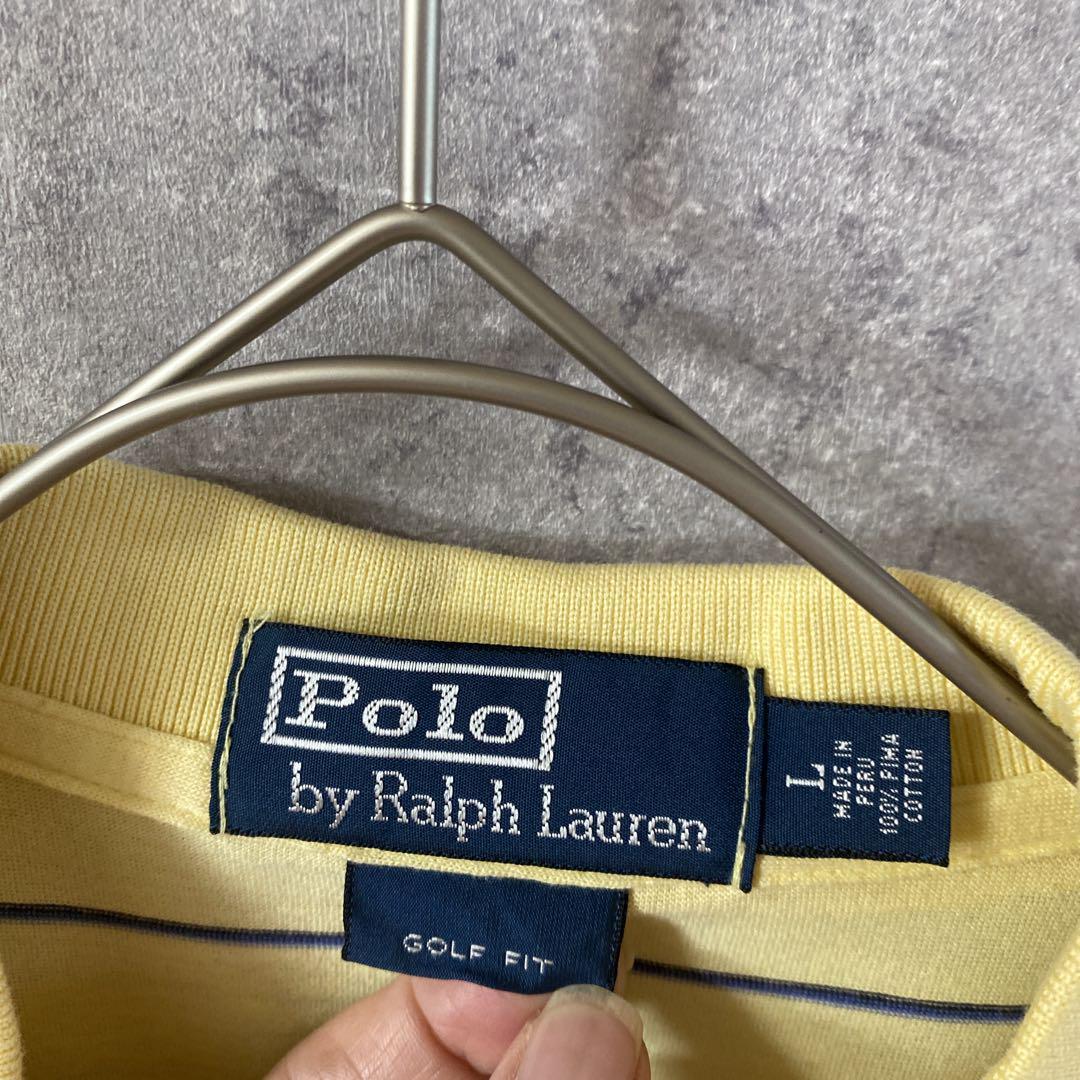 Polo
by Ralph Lauren
L
MADE IN
PERU
100% PIMA
COTTON
GOLF FIT